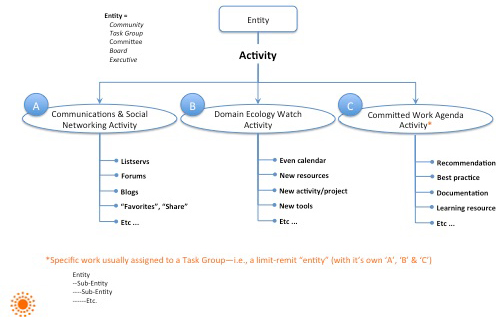 Entity =
Community
Task Group
Committee
Board
Executive
Entity
Activity
A
Communications & Social
Networking Activity
B
Domain Ecology Watch
Activity
C
Committed Work Agenda
Activity*
Listservs
Forums
Blogs
"Favorites", "Share"
Etc ...
Even calendar
New resources
New activity/project
New tools
Etc ...
Recommendation
Best practice
Documentation
Learning resource
Etc ...
*Specific work usually assigned to a Task Group—i.e., a limit-remit "entity" (with it's own 'A', 'B' & 'C')
Entity
--Sub-Entity
----Sub-Entity
------Etc.